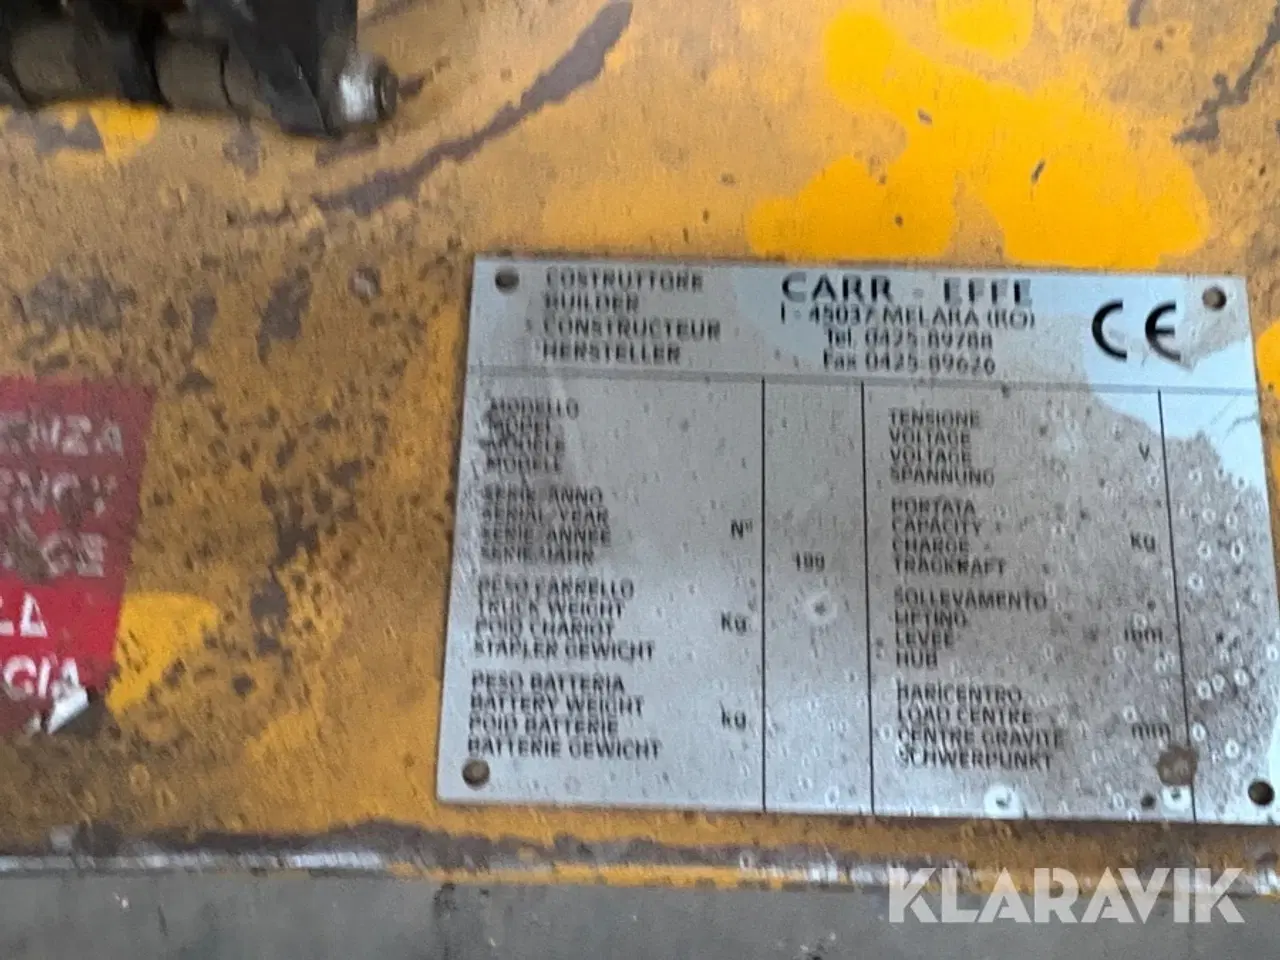 COSTRUTTORE
BUILDER
CONSTRUCTEUR
HERSTELLER
CARR - EFFE
I - 45037 MELARA (RO)
Tel. 0425-89788
Fax 0425-89626
CE
MODELLO
MODEL
MODELE
MODELL
SERIE-ANNO
SERIAL-YEAR
SERIE-ANNEE
SERIE-JAHR
N°
199
PESO CARRELLO
TRUCK WEIGHT
POID CHARIOT
STAPLER GEWICHT
Kg
PESO BATTERIA
BATTERY WEIGHT
POID BATTERIE
BATTERIE GEWICHT
kg
TENSIONE
VOLTAGE
VOLTAGE
SPANNUNG
V
PORTATA
CAPACITY
CHARGE
TRAGKRAFT
Kg
SOLLEVAMENTO
LIFTING
LEVEE
HUB
mm
BARICENTRO
LOAD CENTRE
CENTRE GRAVITE
SCHWERPUNKT
mm
KLARAVIK